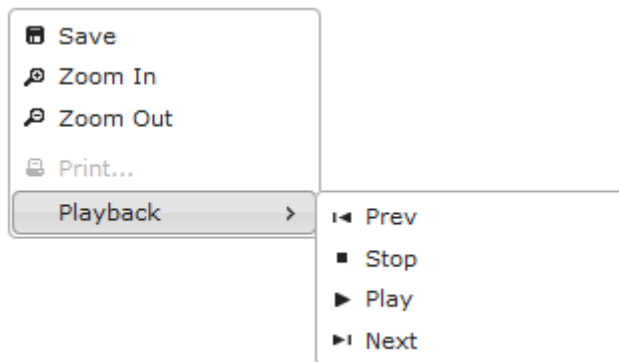 Save
Zoom In
Zoom Out
Print...
Playback
Prev
Stop
Play
Next